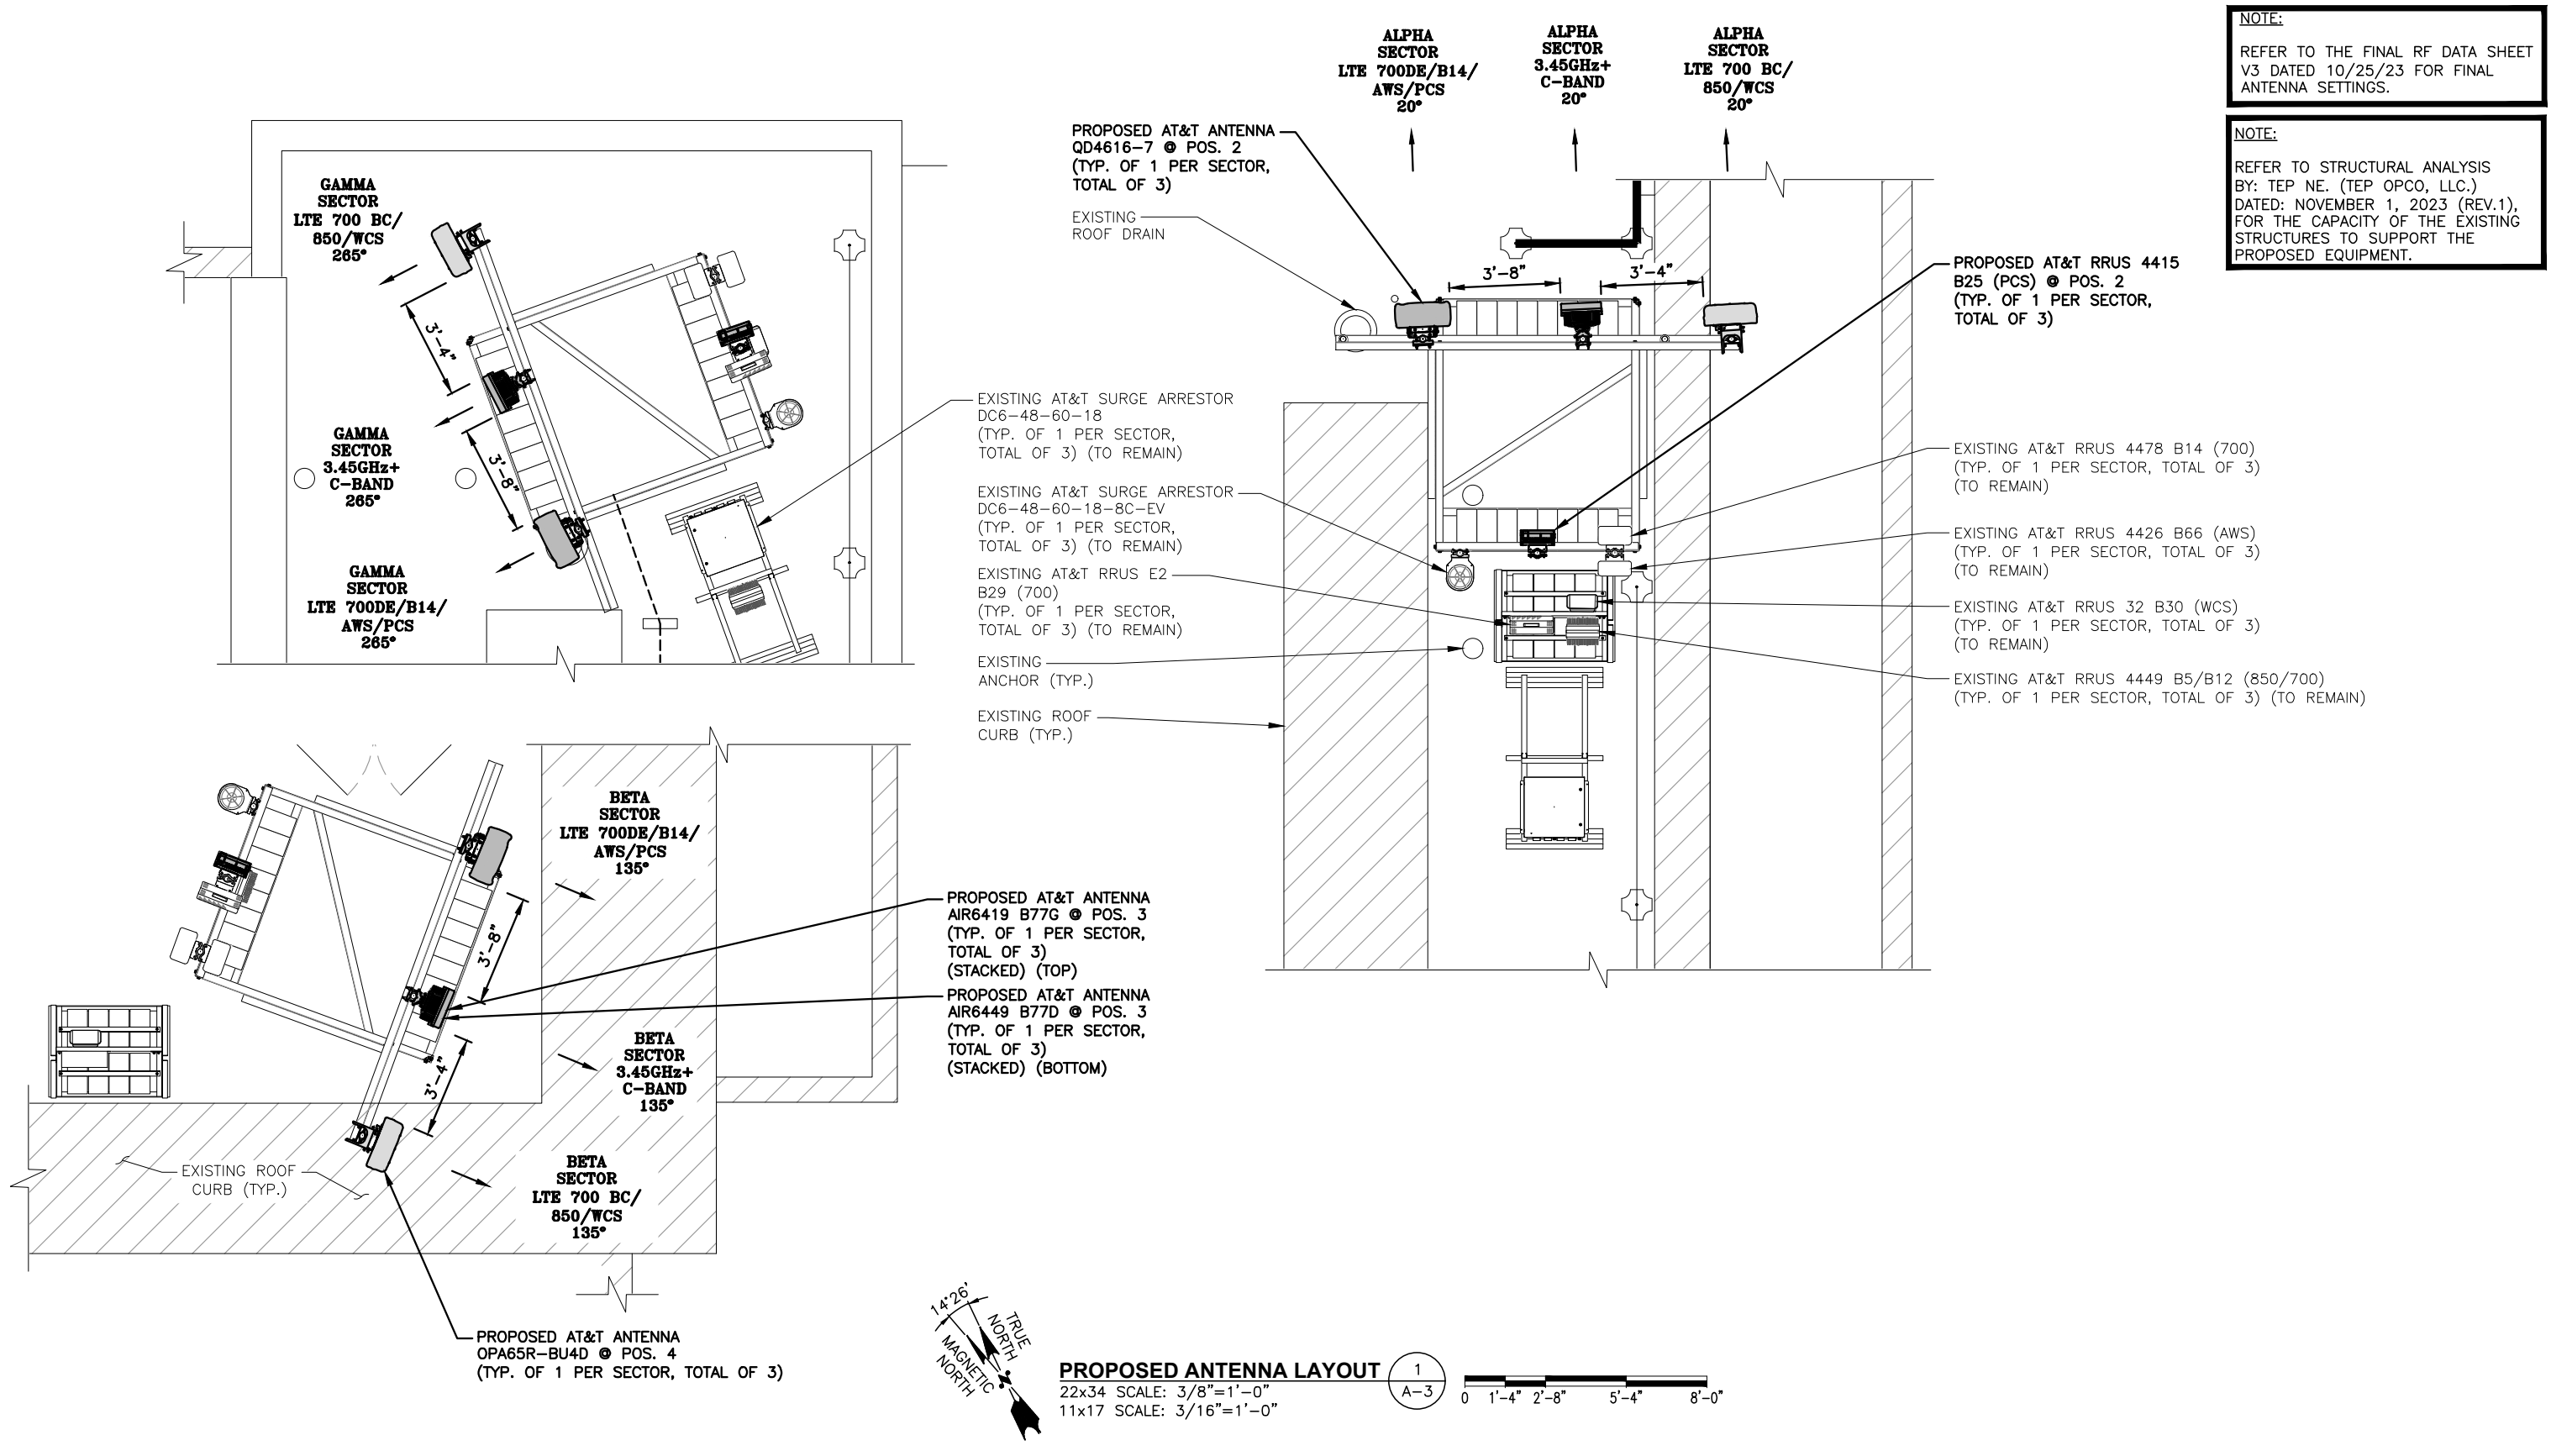 NOTE:
REFER TO THE FINAL RF DATA SHEET
V3 DATED 10/25/23 FOR FINAL
ANTENNA SETTINGS.
NOTE:
REFER TO STRUCTURAL ANALYSIS
BY: TEP NE. (TEP OPCO, LLC.)
DATED: NOVEMBER 1, 2023 (REV.1),
FOR THE CAPACITY OF THE EXISTING
STRUCTURES TO SUPPORT THE
PROPOSED EQUIPMENT.
ALPHA
SECTOR
LTE 700DE/B14/
AWS/PCS
20°
ALPHA
SECTOR
3.45GHz+
C-BAND
20°
ALPHA
SECTOR
LTE 700 BC/
850/WCS
20°
PROPOSED AT&T ANTENNA
QD4616-7 @ POS. 2
(TYP. OF 1 PER SECTOR,
TOTAL OF 3)
EXISTING
ROOF DRAIN
3'-8"
3'-4"
PROPOSED AT&T RRUS 4415
B25 (PCS) @ POS. 2
(TYP. OF 1 PER SECTOR,
TOTAL OF 3)
GAMMA
SECTOR
LTE 700 BC/
850/WCS
265°
3'-4"
GAMMA
SECTOR
3.45GHz+
C-BAND
265°
3'-8"
GAMMA
SECTOR
LTE 700DE/B14/
AWS/PCS
265°
EXISTING AT&T SURGE ARRESTOR
DC6-48-60-18
(TYP. OF 1 PER SECTOR,
TOTAL OF 3) (TO REMAIN)
EXISTING AT&T SURGE ARRESTOR
DC6-48-60-18-8C-EV
(TYP. OF 1 PER SECTOR,
TOTAL OF 3) (TO REMAIN)
EXISTING AT&T RRUS E2
B29 (700)
(TYP. OF 1 PER SECTOR,
TOTAL OF 3) (TO REMAIN)
EXISTING
ANCHOR (TYP.)
EXISTING ROOF
CURB (TYP.)
EXISTING AT&T RRUS 4478 B14 (700)
(TYP. OF 1 PER SECTOR, TOTAL OF 3)
(TO REMAIN)
EXISTING AT&T RRUS 4426 B66 (AWS)
(TYP. OF 1 PER SECTOR, TOTAL OF 3)
(TO REMAIN)
EXISTING AT&T RRUS 32 B30 (WCS)
(TYP. OF 1 PER SECTOR, TOTAL OF 3)
(TO REMAIN)
EXISTING AT&T RRUS 4449 B5/B12 (850/700)
(TYP. OF 1 PER SECTOR, TOTAL OF 3) (TO REMAIN)
BETA
SECTOR
LTE 700DE/B14/
AWS/PCS
135°
3'-8"
PROPOSED AT&T ANTENNA
AIR6419 B77G @ POS. 3
(TYP. OF 1 PER SECTOR,
TOTAL OF 3)
(STACKED) (TOP)
PROPOSED AT&T ANTENNA
AIR6449 B77D @ POS. 3
(TYP. OF 1 PER SECTOR,
TOTAL OF 3)
(STACKED) (BOTTOM)
BETA
SECTOR
3.45GHz+
C-BAND
135°
3'-4"
BETA
SECTOR
LTE 700 BC/
850/WCS
135°
EXISTING ROOF
CURB (TYP.)
PROPOSED AT&T ANTENNA
OPA65R-BU4D @ POS. 4
(TYP. OF 1 PER SECTOR, TOTAL OF 3)
14°26'
TRUE
NORTH
MAGNETIC
NORTH
N
PROPOSED ANTENNA LAYOUT
22x34 SCALE: 3/8"=1'-0"
11x17 SCALE: 3/16"=1'-0"
1
A-3
0 1'-4" 2'-8" 5'-4" 8'-0"